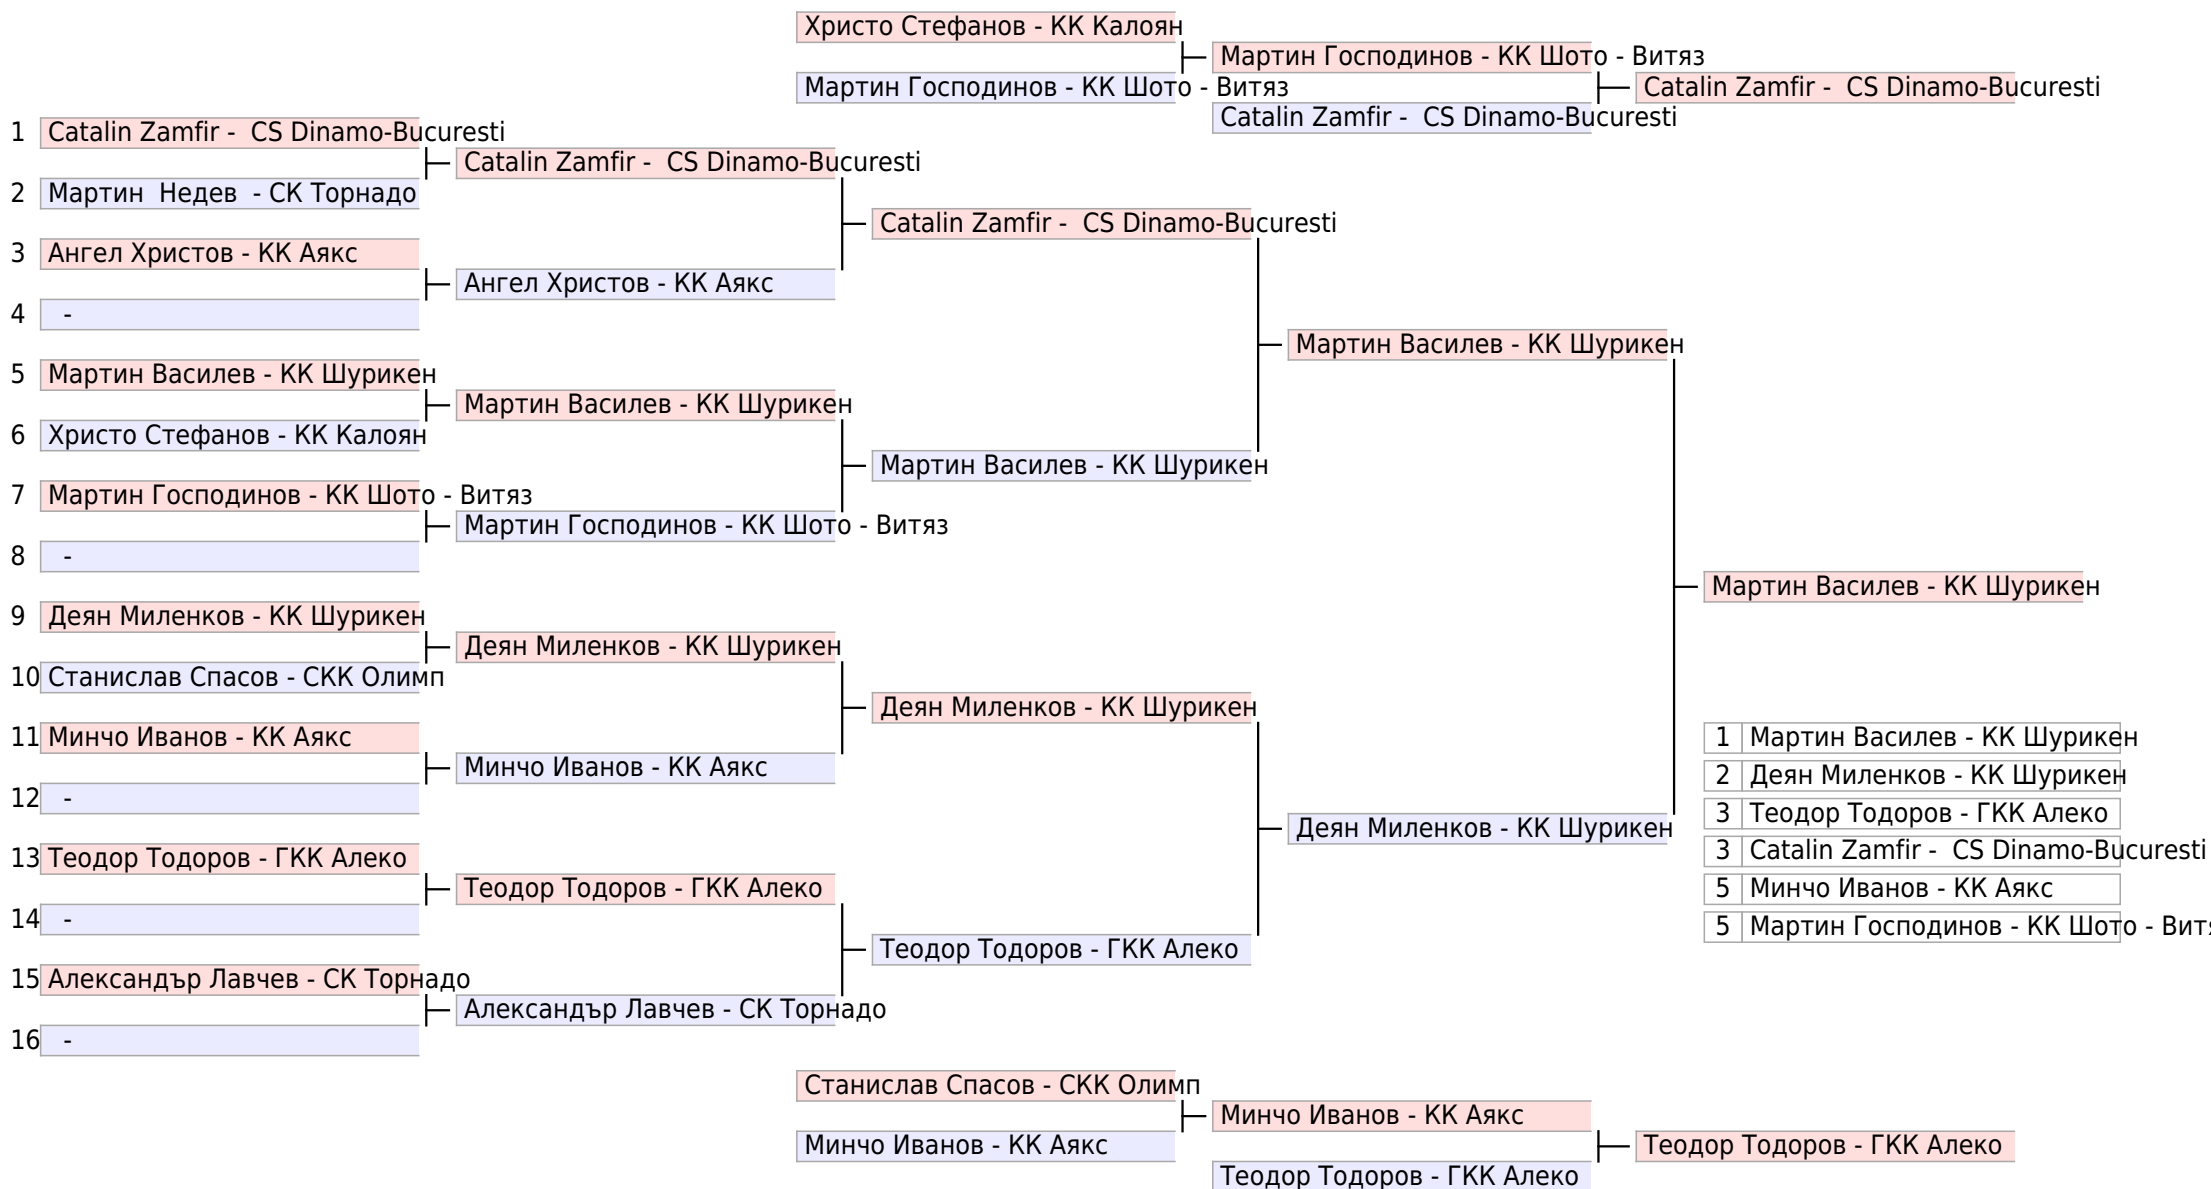 Христо Стефанов - КК Калоян
Мартин Господинов - КК Шото - Витяз
Мартин Господинов - КК Шото - Витяз
Catalin Zamfir - CS Dinamo-Bucuresti
Catalin Zamfir - CS Dinamo-Bucuresti
1 Catalin Zamfir - CS Dinamo-Bucuresti
Catalin Zamfir - CS Dinamo-Bucuresti
2 Мартин Недев - СК Торнадо
Catalin Zamfir - CS Dinamo-Bucuresti
3 Ангел Христов - КК Аякс
Ангел Христов - КК Аякс
4 -
Мартин Василев - КК Шурикен
5 Мартин Василев - КК Шурикен
Мартин Василев - КК Шурикен
6 Христо Стефанов - КК Калоян
Мартин Василев - КК Шурикен
7 Мартин Господинов - КК Шото - Витяз
Мартин Господинов - КК Шото - Витяз
8 -
Мартин Василев - КК Шурикен
9 Деян Миленков - КК Шурикен
Деян Миленков - КК Шурикен
10 Станислав Спасов - СКК Олимп
Деян Миленков - КК Шурикен
11 Минчо Иванов - КК Аякс
Минчо Иванов - КК Аякс
12 -
Деян Миленков - КК Шурикен
13 Теодор Тодоров - ГКК Алеко
Теодор Тодоров - ГКК Алеко
14 -
Теодор Тодоров - ГКК Алеко
15 Александър Лавчев - СК Торнадо
Александър Лавчев - СК Торнадо
16 -
1 Мартин Василев - КК Шурикен
2 Деян Миленков - КК Шурикен
3 Теодор Тодоров - ГКК Алеко
3 Catalin Zamfir - CS Dinamo-Bucuresti
5 Минчо Иванов - КК Аякс
5 Мартин Господинов - КК Шото -
Станислав Спасов - СКК Олимп
Минчо Иванов - КК Аякс
Минчо Иванов - КК Аякс
Теодор Тодоров - ГКК Алеко
Теодор Тодоров - ГКК Алеко